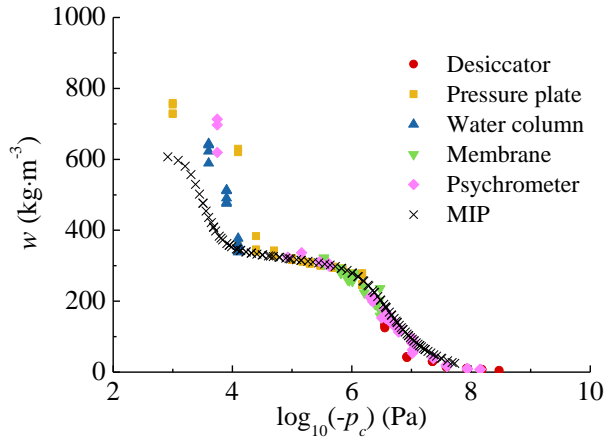 1000
800
600
400
200
0
w (kg·m⁻³)
Desiccator
Pressure plate
Water column
Membrane
Psychrometer
MIP
2 4 6 8 10
log₁₀(-p_c) (Pa)